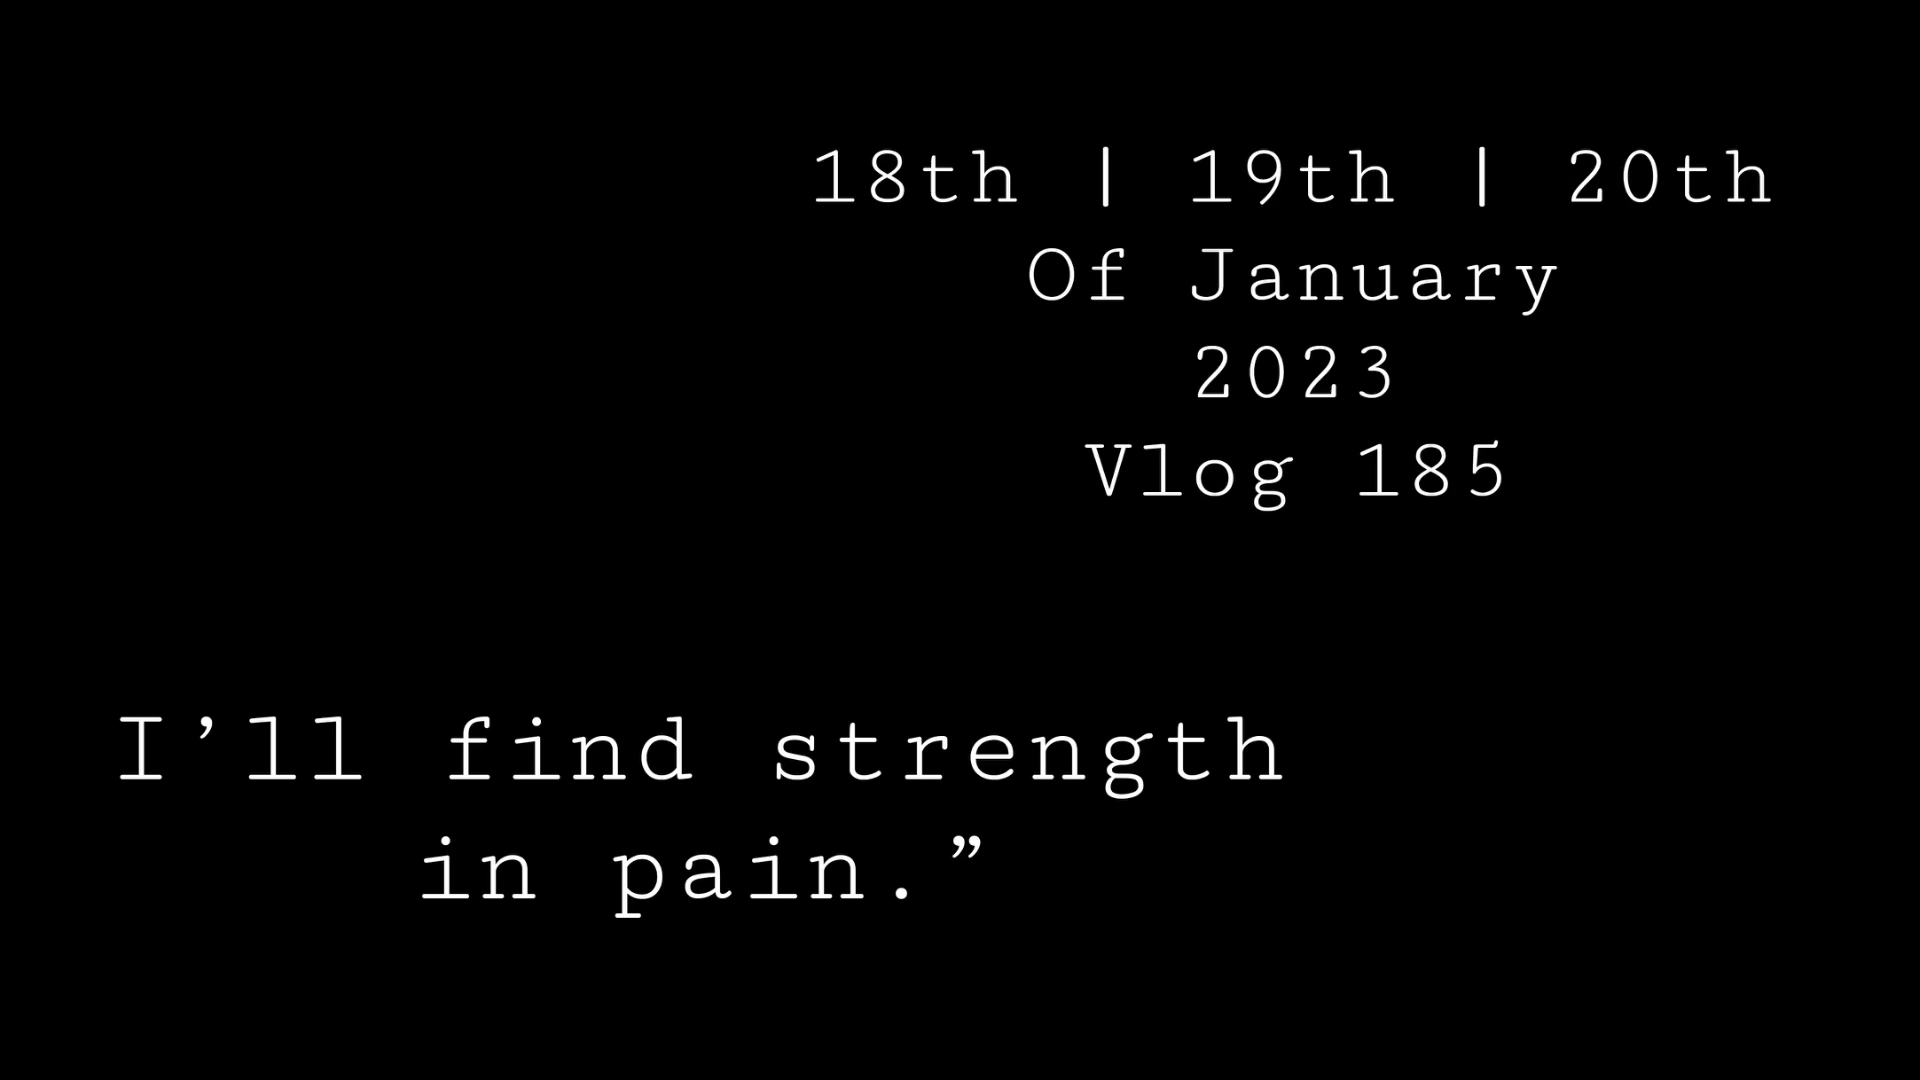 18th | 19th | 20th
Of January
2023
Vlog 185
I’ll find strength
in pain.”